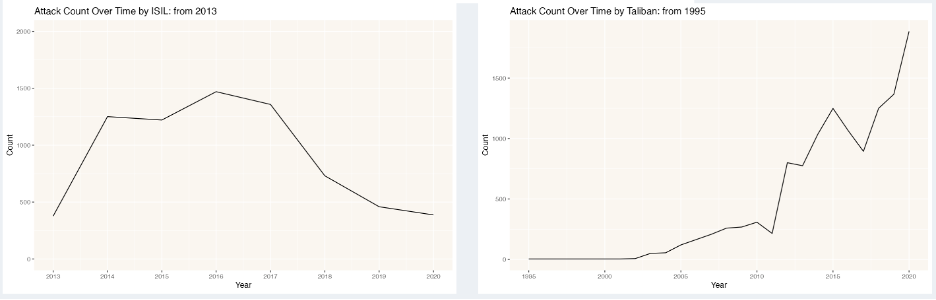 Attack Count Over Time by ISIL: from 2013
2000
1500
1000
500
0
Count
2013 2014 2015 2016 2017 2018 2019 2020
Year
Attack Count Over Time by Taliban: from 1995
1500
1000
500
0
Count
1995 2000 2005 2010 2015 2020
Year